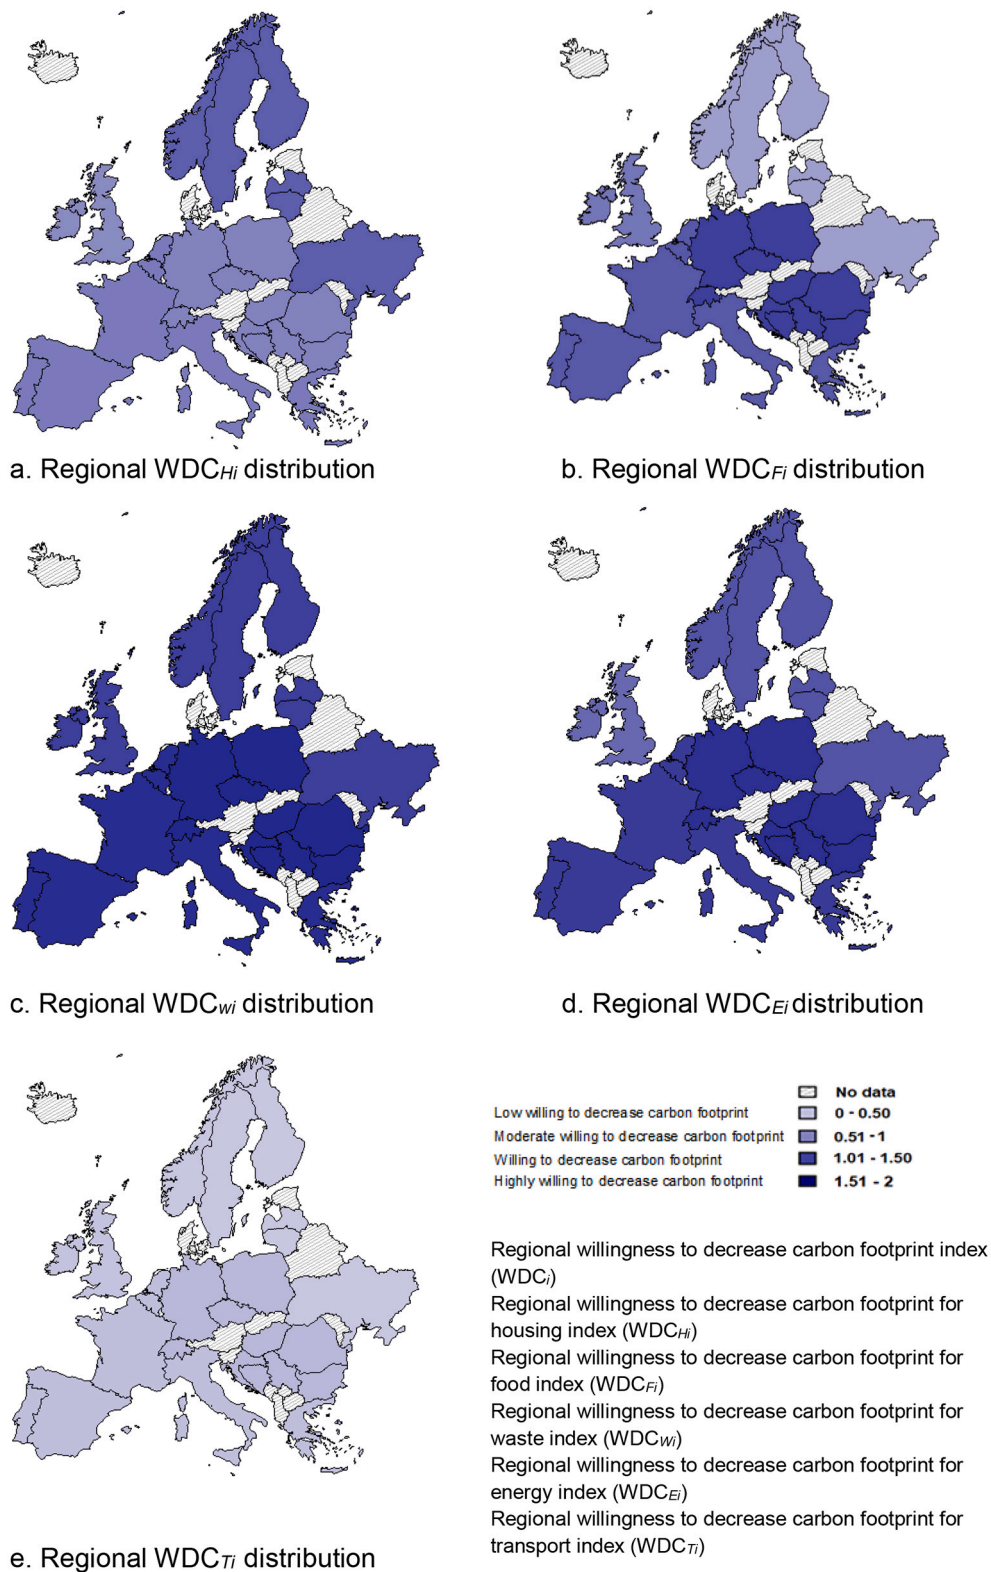 a. Regional WDCHi distribution
b. Regional WDCFi distribution
c. Regional WDCwi distribution
d. Regional WDCEi distribution
No data
Low willing to decrease carbon footprint 0 - 0.50
Moderate willing to decrease carbon footprint 0.51 - 1
Willing to decrease carbon footprint 1.01 - 1.50
Highly willing to decrease carbon footprint 1.51 - 2
Regional willingness to decrease carbon footprint index
(WDCi)
Regional willingness to decrease carbon footprint for
housing index (WDCHi)
Regional willingness to decrease carbon footprint for
food index (WDCFi)
Regional willingness to decrease carbon footprint for
waste index (WDCWi)
Regional willingness to decrease carbon footprint for
energy index (WDCEi)
Regional willingness to decrease carbon footprint for
transport index (WDCTi)
e. Regional WDCTi distribution